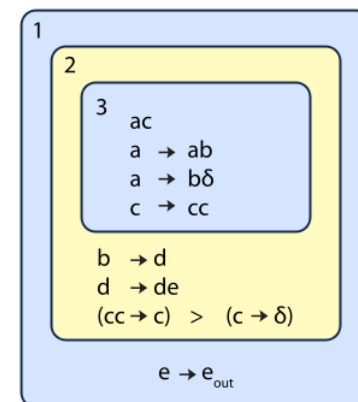 1
2
3
ac
a → ab
a → bδ
c → cc
b → d
d → de
(cc → c) > (c → δ)
e → e_out